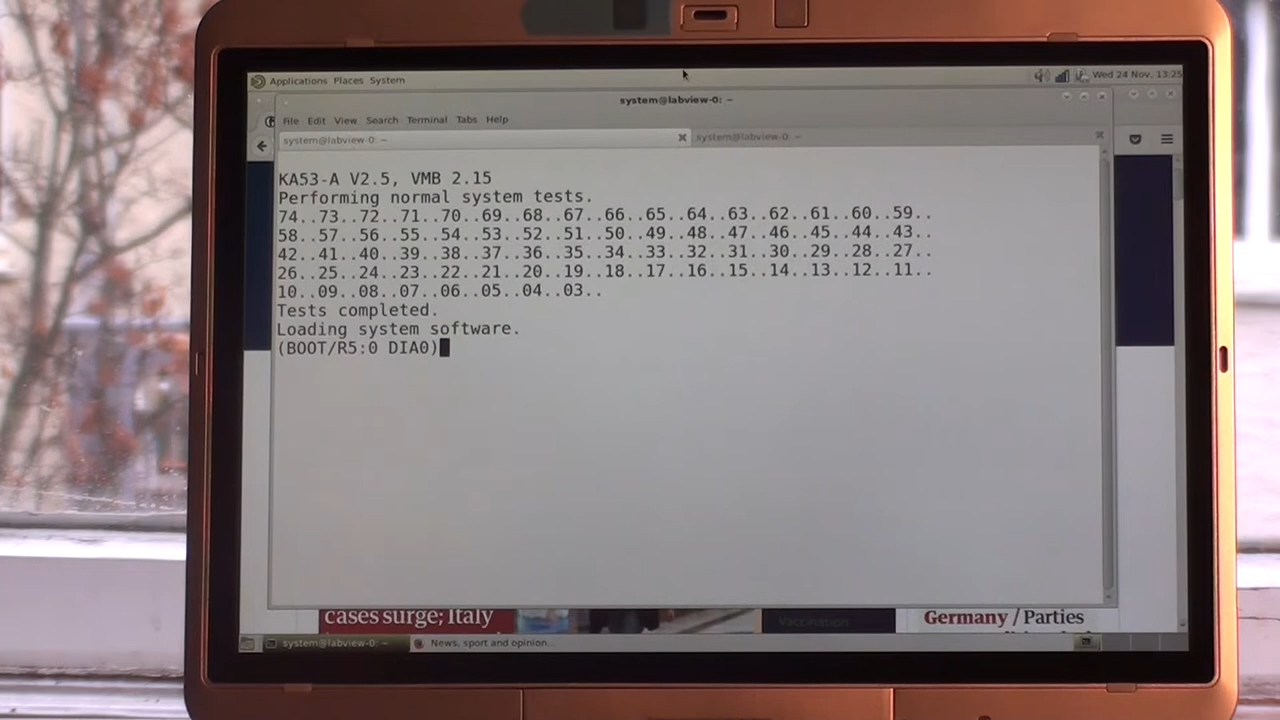 Applications Places System
Wed 24 Nov, 13:25
system@labview-0: ~
File Edit View Search Terminal Tabs Help
system@labview-0: ~
system@labview-0: ~
KA53-A V2.5, VMB 2.15
Performing normal system tests.
74..73..72..71..70..69..68..67..66..65..64..63..62..61..60..59..
58..57..56..55..54..53..52..51..50..49..48..47..46..45..44..43..
42..41..40..39..38..37..36..35..34..33..32..31..30..29..28..27..
26..25..24..23..22..21..20..19..18..17..16..15..14..13..12..11..
10..09..08..07..06..05..04..03..
Tests completed.
Loading system software.
(BOOT/R5:0 DIA0)
cases surge; Italy
Vaccination
Germany / Parties
system@labview-0: ~
News, sport and opinion...